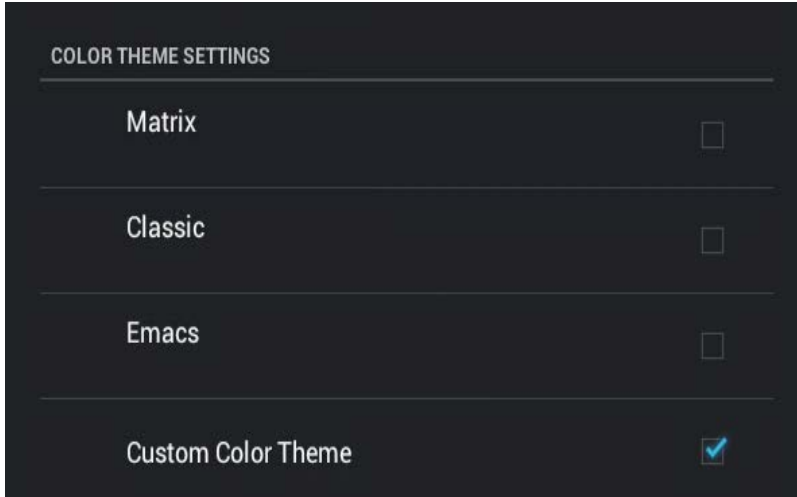 COLOR THEME SETTINGS
Matrix
Classic
Emacs
Custom Color Theme